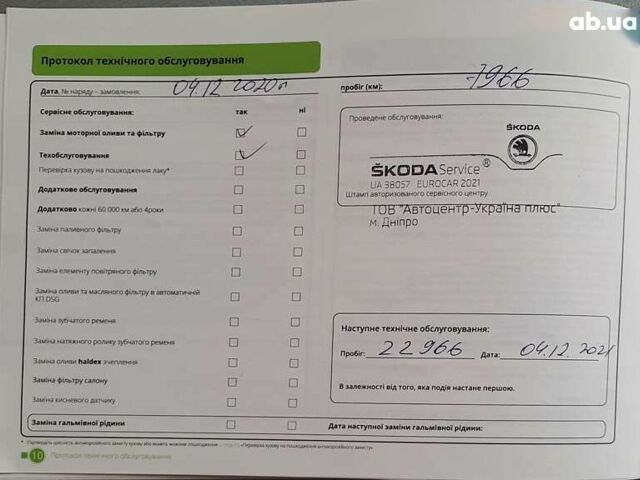 ab.ua
Протокол технічного обслуговування
Дата, № наряду – замовлення: 04.12 2020 г
пробіг (км): 7966
Сервісне обслуговування: так ні
Заміна моторної оливи та фільтру
Техобслуговування
Перевірка кузову на пошкодження лаку*
Додаткове обслуговування
Додатково кожні 60 000 км або 4роки
Заміна паливного фільтру
Заміна свічок запалення
Заміна елементу повітряного фільтру
Заміна оливи та масляного фільтру в автоматичній
КП DSG
Заміна зубчатого ременя
Заміна натяжного ролику зубчатого ременя
Заміна оливи haldex зчеплення
Заміна фільтру салону
Заміна кисневого датчику
Заміна гальмівної рідини
Проведене обслуговування:
ŠKODA
ŠKODA Service®
UA 38057 EUROCAR 2021
Штамп авторизованого сервісного центру
ТОВ "Автоцентр-Україна плюс"
м. Дніпро
Наступне технічне обслуговування:
Пробіг: 22966 Дата: 04.12.2021
В залежності від того, яка подія настане першою.
Дата наступної заміни гальмівної рідини:
10 Протокол технічного обслуговування